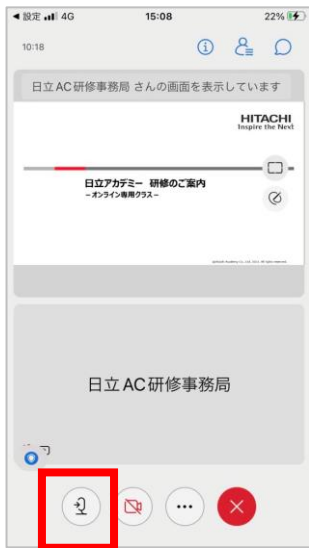 設定 4G 15:08 22%
10:18
日立AC研修事務局 さんの画面を表示しています
HITACHI
Inspire the Next
日立アカデミー 研修のご案内
－オンライン専用クラス－
日立AC研修事務局